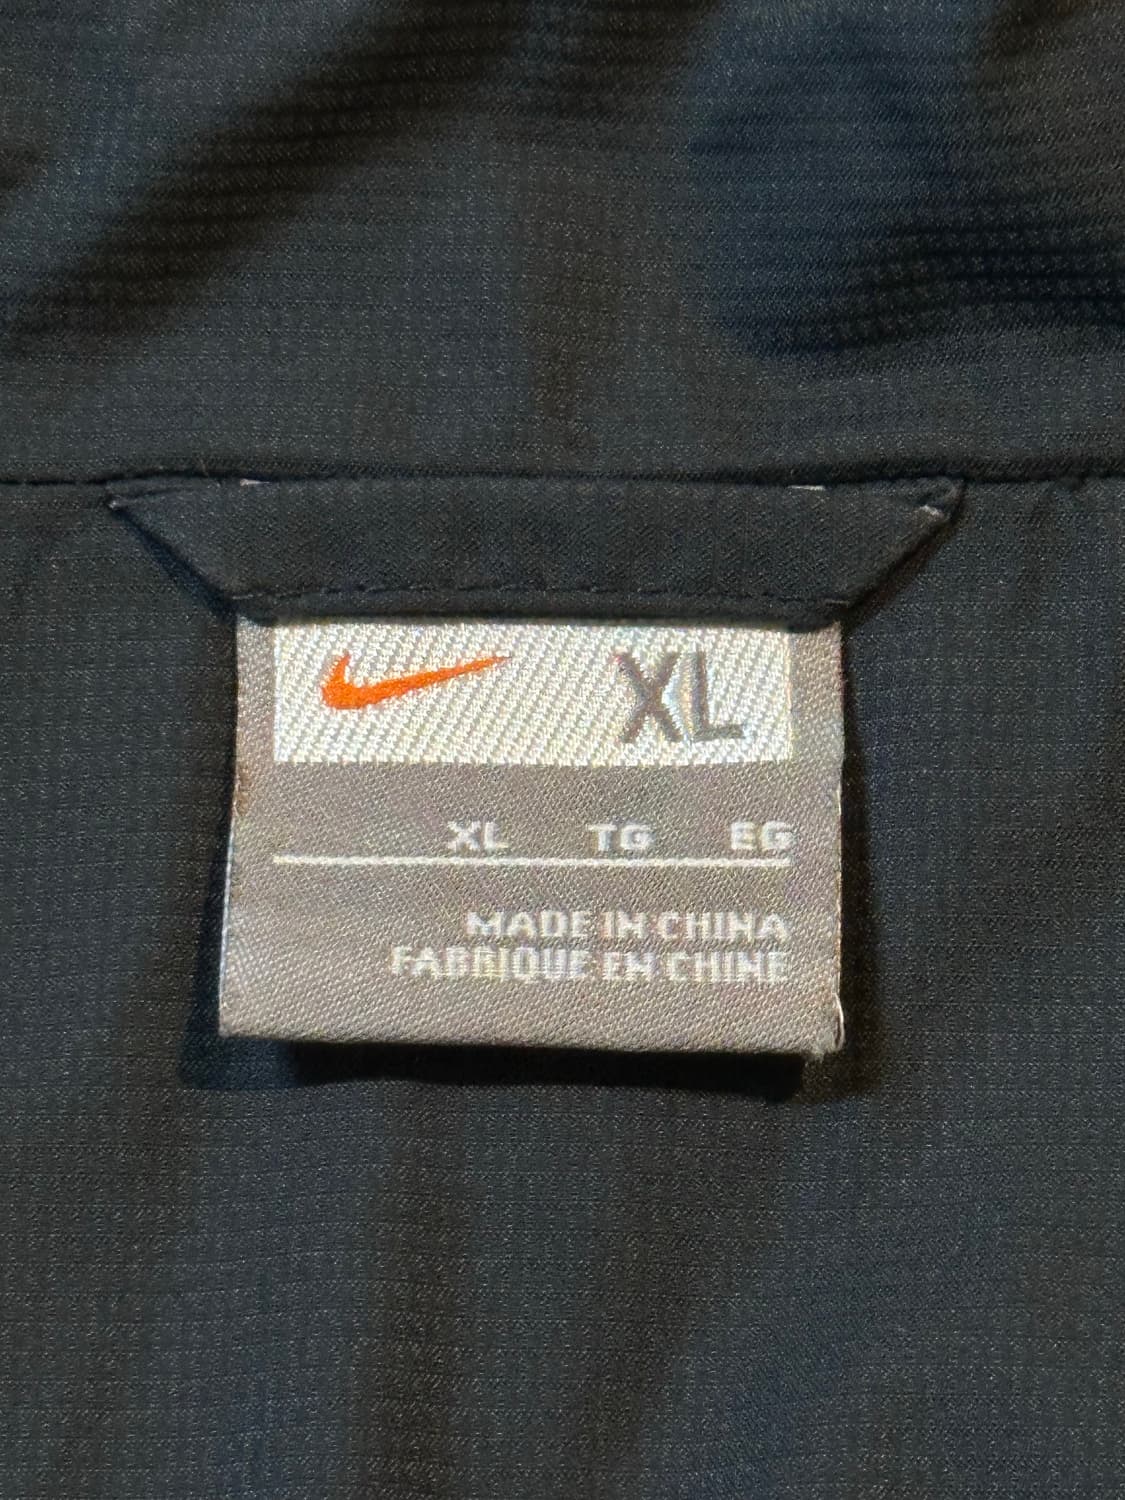 XL
XL TG EG
MADE IN CHINA
FABRIQUE EN CHINE